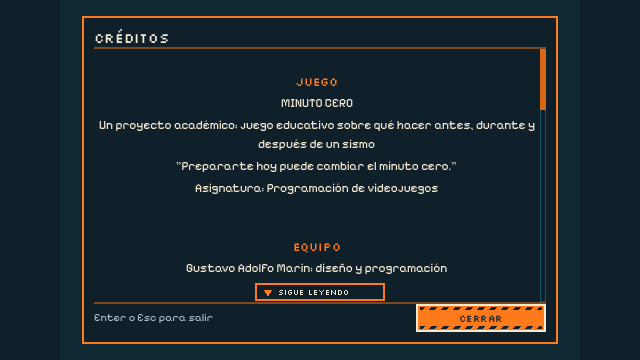 CRÉDITOS
JUEGO
MINUTO CERO
Un proyecto académico: juego educativo sobre qué hacer antes, durante y
después de un sismo
"Prepararte hoy puede cambiar el minuto cero."
Asignatura: Programación de videojuegos
EQUIPO
Gustavo Adolfo Marin: diseño y programación
SIGUE LEYENDO
Enter o Esc para salir
CERRAR